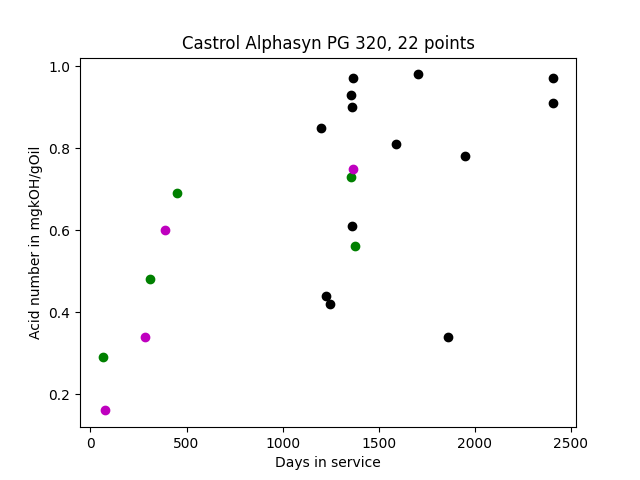 Castrol Alphasyn PG 320, 22 points
Acid number in mgkOH/gOil
1.0
0.8
0.6
0.4
0.2
0 500 1000 1500 2000 2500
Days in service